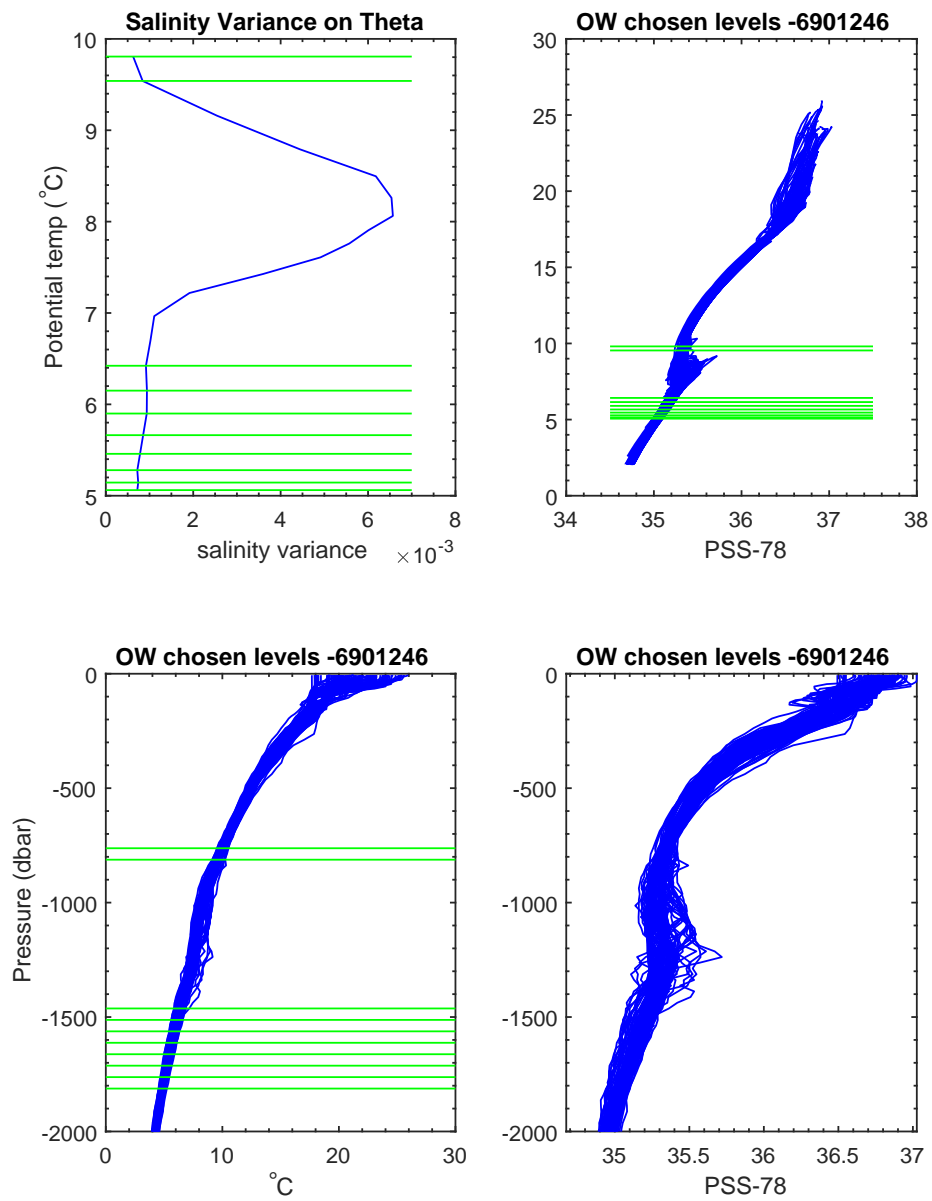 Salinity Variance on Theta
10
9
8
7
6
5
Potential temp (°C)
0 2 4 6 8
salinity variance ×10^-3
OW chosen levels -6901246
30
25
20
15
10
5
0
34 35 36 37 38
PSS-78
OW chosen levels -6901246
0
-500
-1000
-1500
-2000
Pressure (dbar)
0 10 20 30
°C
OW chosen levels -6901246
0
-500
-1000
-1500
-2000
35 35.5 36 36.5 37
PSS-78